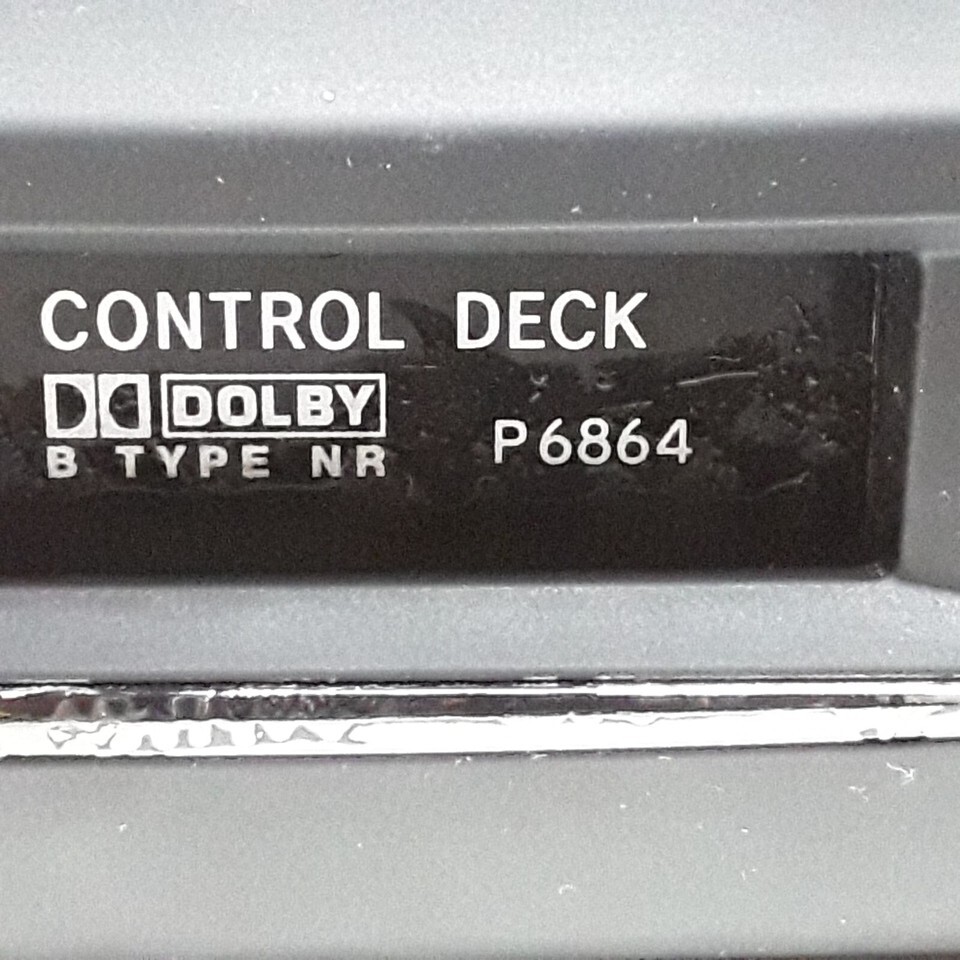 CONTROL DECK
DOLBY
B TYPE NR
P6864